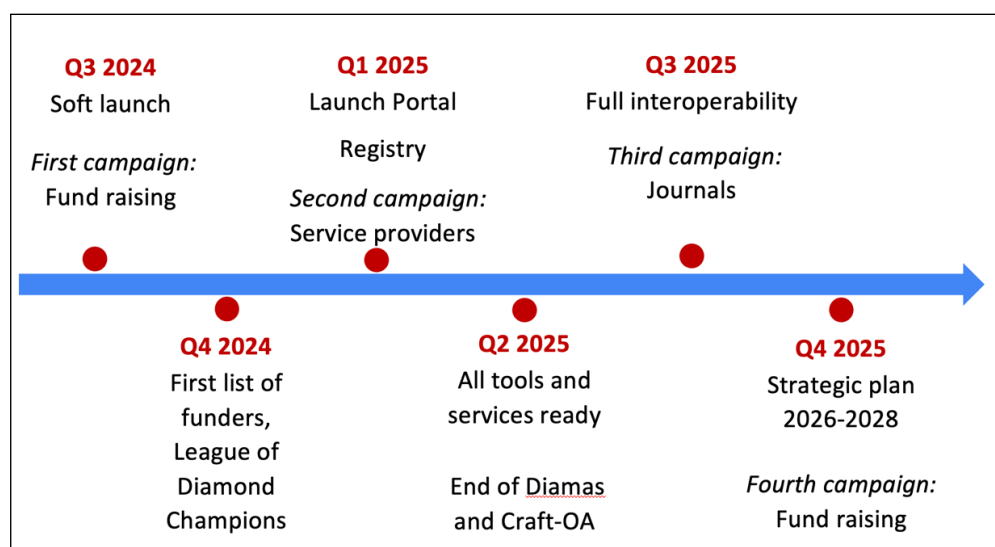 Q3 2024
Soft launch
First campaign:
Fund raising
Q1 2025
Launch Portal
Registry
Second campaign:
Service providers
Q3 2025
Full interoperability
Third campaign:
Journals
Q4 2024
First list of
funders,
League of
Diamond
Champions
Q2 2025
All tools and
services ready
End of Diamas
and Craft-OA
Q4 2025
Strategic plan
2026-2028
Fourth campaign:
Fund raising